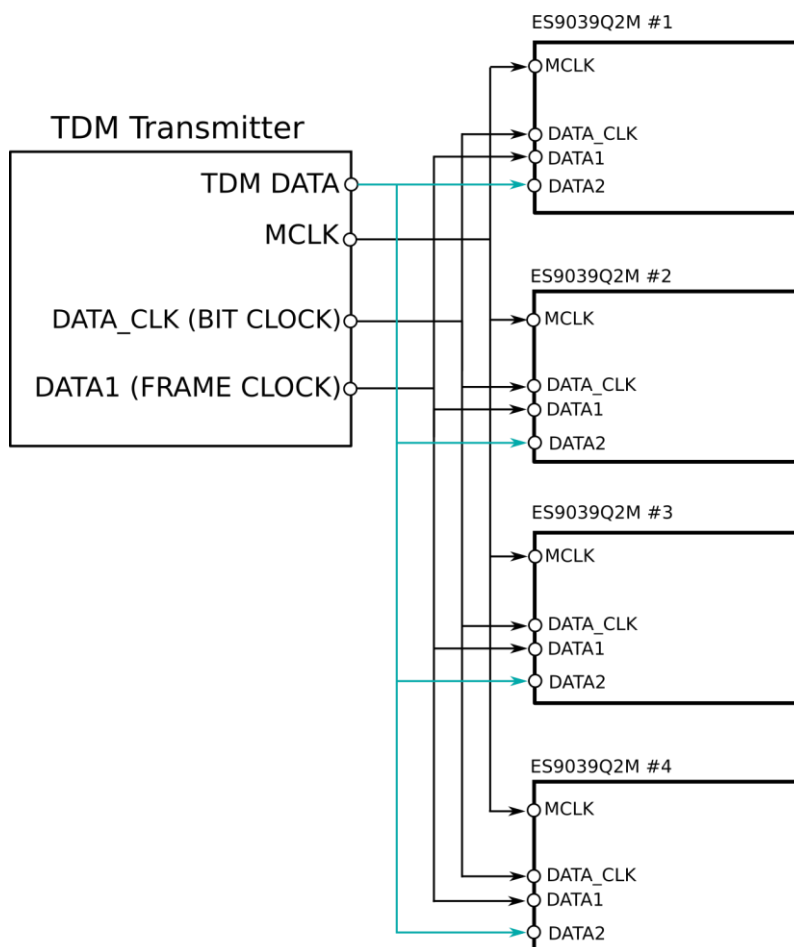 TDM Transmitter
TDM DATA
MCLK
DATA_CLK (BIT CLOCK)
DATA1 (FRAME CLOCK)
ES9039Q2M #1
MCLK
DATA_CLK
DATA1
DATA2
ES9039Q2M #2
MCLK
DATA_CLK
DATA1
DATA2
ES9039Q2M #3
MCLK
DATA_CLK
DATA1
DATA2
ES9039Q2M #4
MCLK
DATA_CLK
DATA1
DATA2